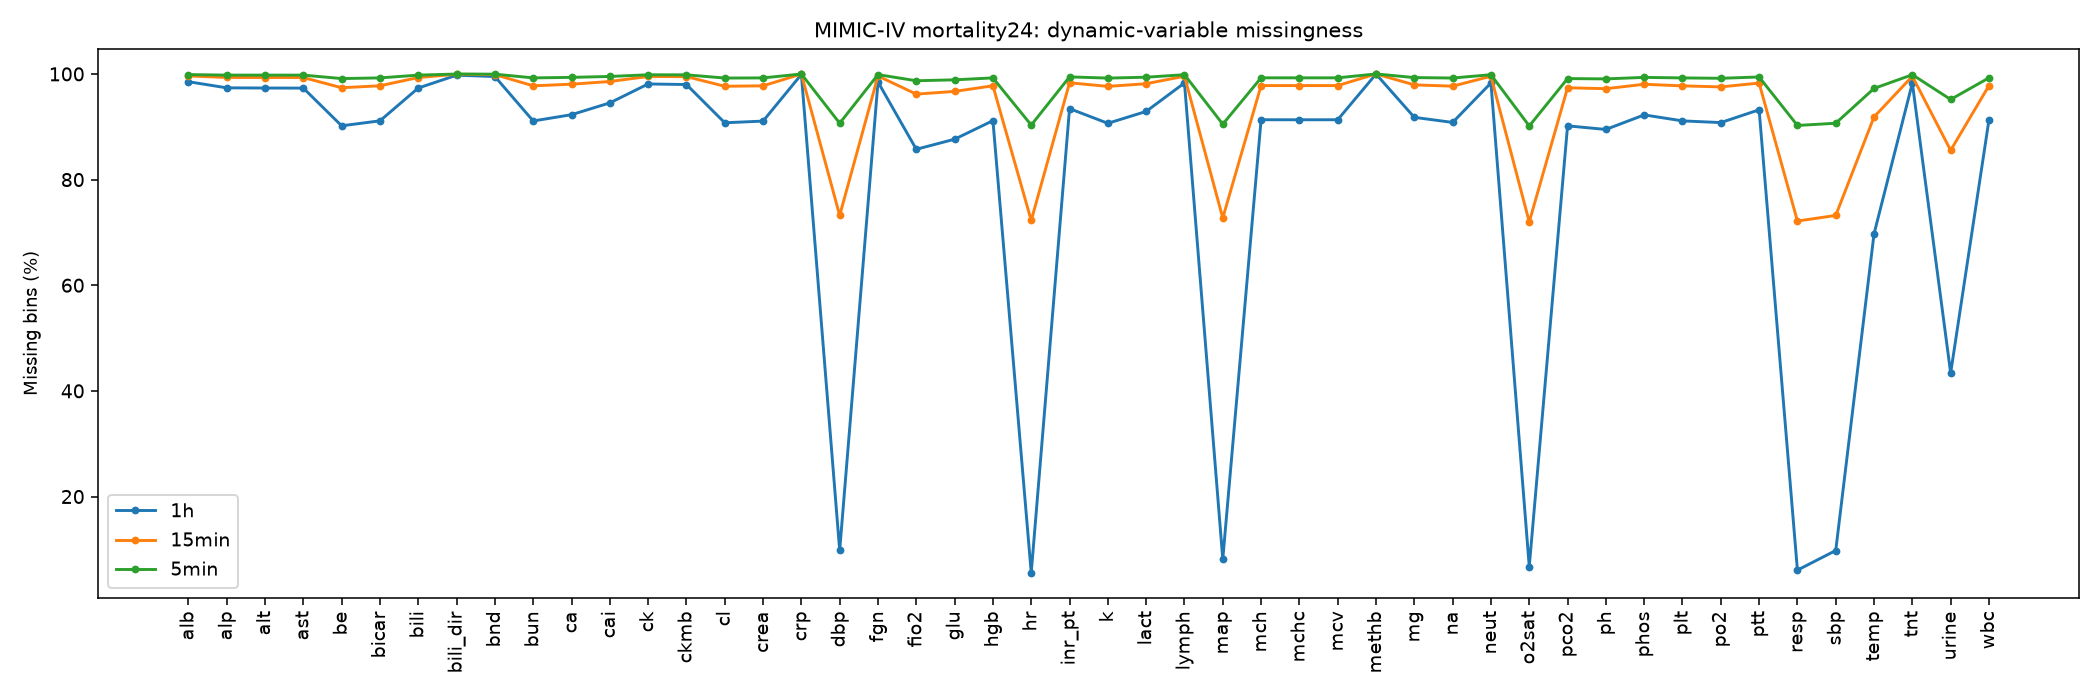 MIMIC-IV mortality24: dynamic-variable missingness
Missing bins (%)
100
80
60
40
20
1h
15min
5min
alb
alp
alt
ast
be
bicar
bili
bili_dir
bnd
bun
ca
cai
ck
ckmb
cl
crea
crp
dbp
fgn
fio2
glu
hgb
hr
inr_pt
k
lact
lymph
map
mch
mchc
mcv
methb
mg
na
neut
o2sat
pco2
ph
phos
plt
po2
ptt
resp
sbp
temp
tnt
urine
wbc